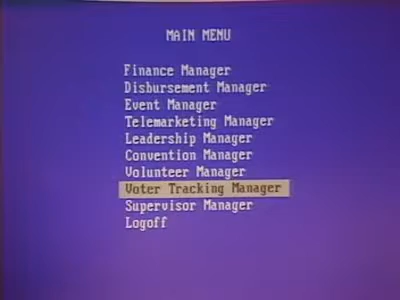 MAIN MENU
Finance Manager
Disbursement Manager
Event Manager
Telemarketing Manager
Leadership Manager
Convention Manager
Volunteer Manager
Voter Tracking Manager
Supervisor Manager
Logoff